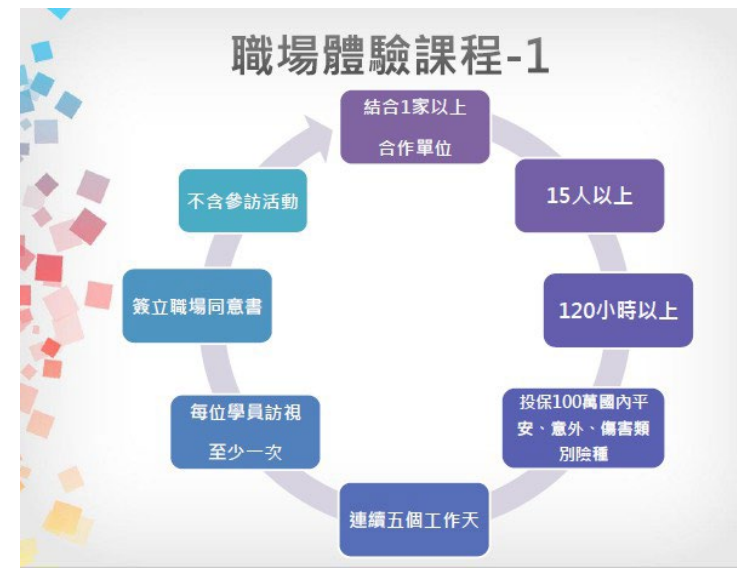 職場體驗課程-1
結合1家以上
合作單位
15人以上
120小時以上
投保100萬國內平
安、意外、傷害類
別險種
連續五個工作天
每位學員訪視
至少一次
簽立職場同意書
不含參訪活動